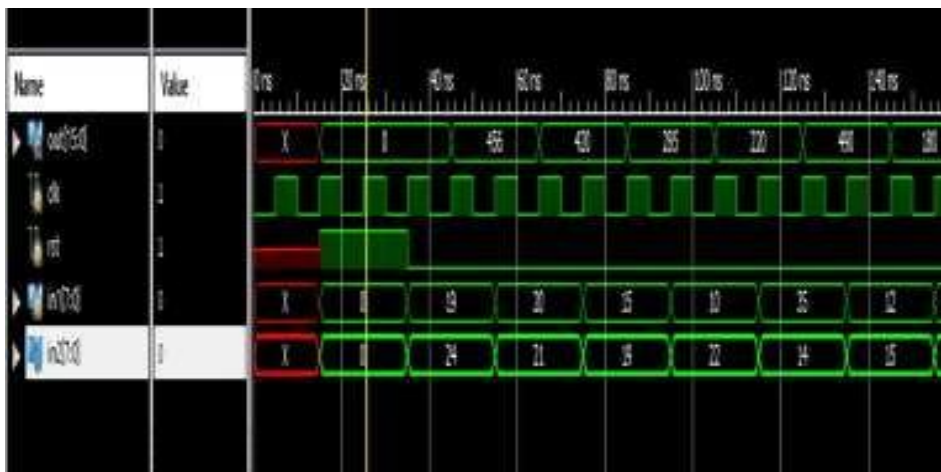 Name Value 0 ns 20 ns 40 ns 60 ns 80 ns 100 ns 120 ns 140 ns
out[15:0] X 0 456 420 285 220 490 180
clk 1
rst 1
in1[7:0] 0 X 0 19 20 15 10 35 12
in2[7:0] 0 X 0 24 21 19 22 14 15